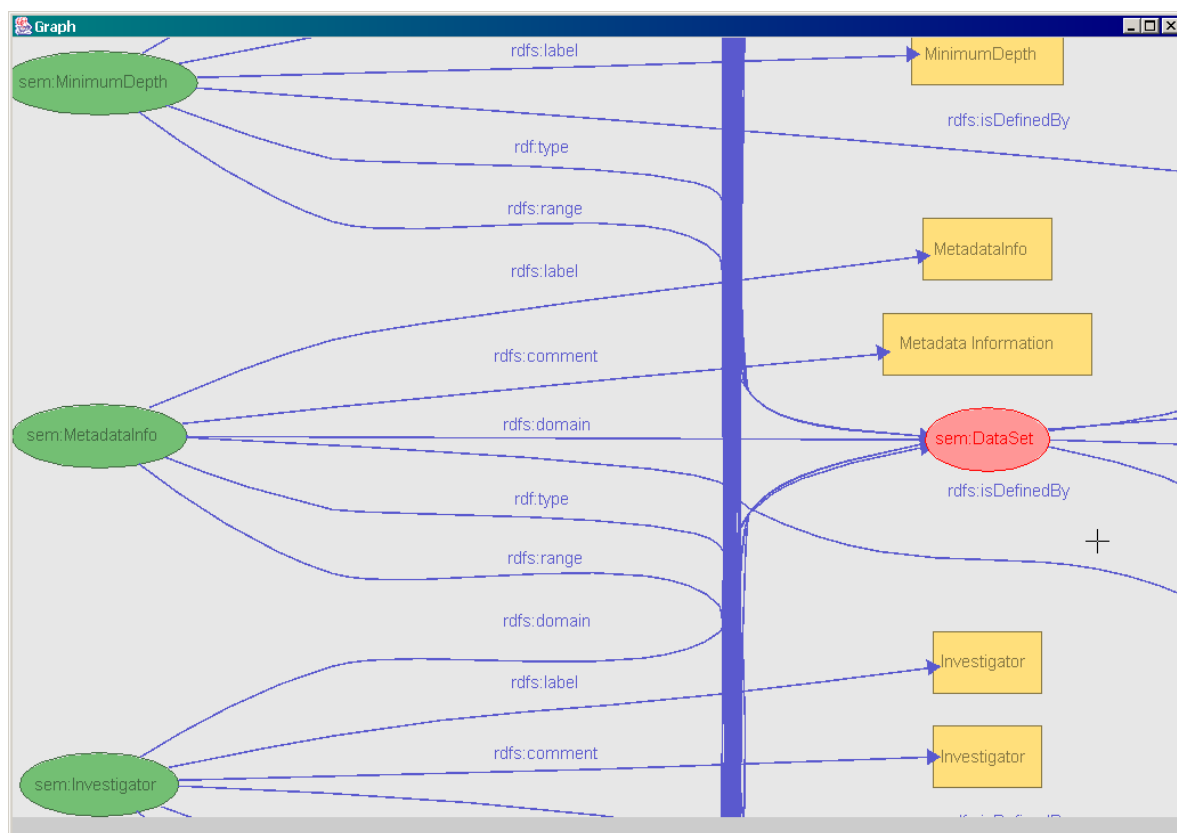 Graph
rdfs:label
MinimumDepth
sem:MinimumDepth
rdfs:isDefinedBy
rdf:type
rdfs:range
MetadataInfo
rdfs:label
Metadata Information
rdfs:comment
rdfs:domain
sem:MetadataInfo
sem:DataSet
rdfs:isDefinedBy
rdf:type
rdfs:range
rdfs:domain
Investigator
rdfs:label
rdfs:comment
Investigator
sem:Investigator